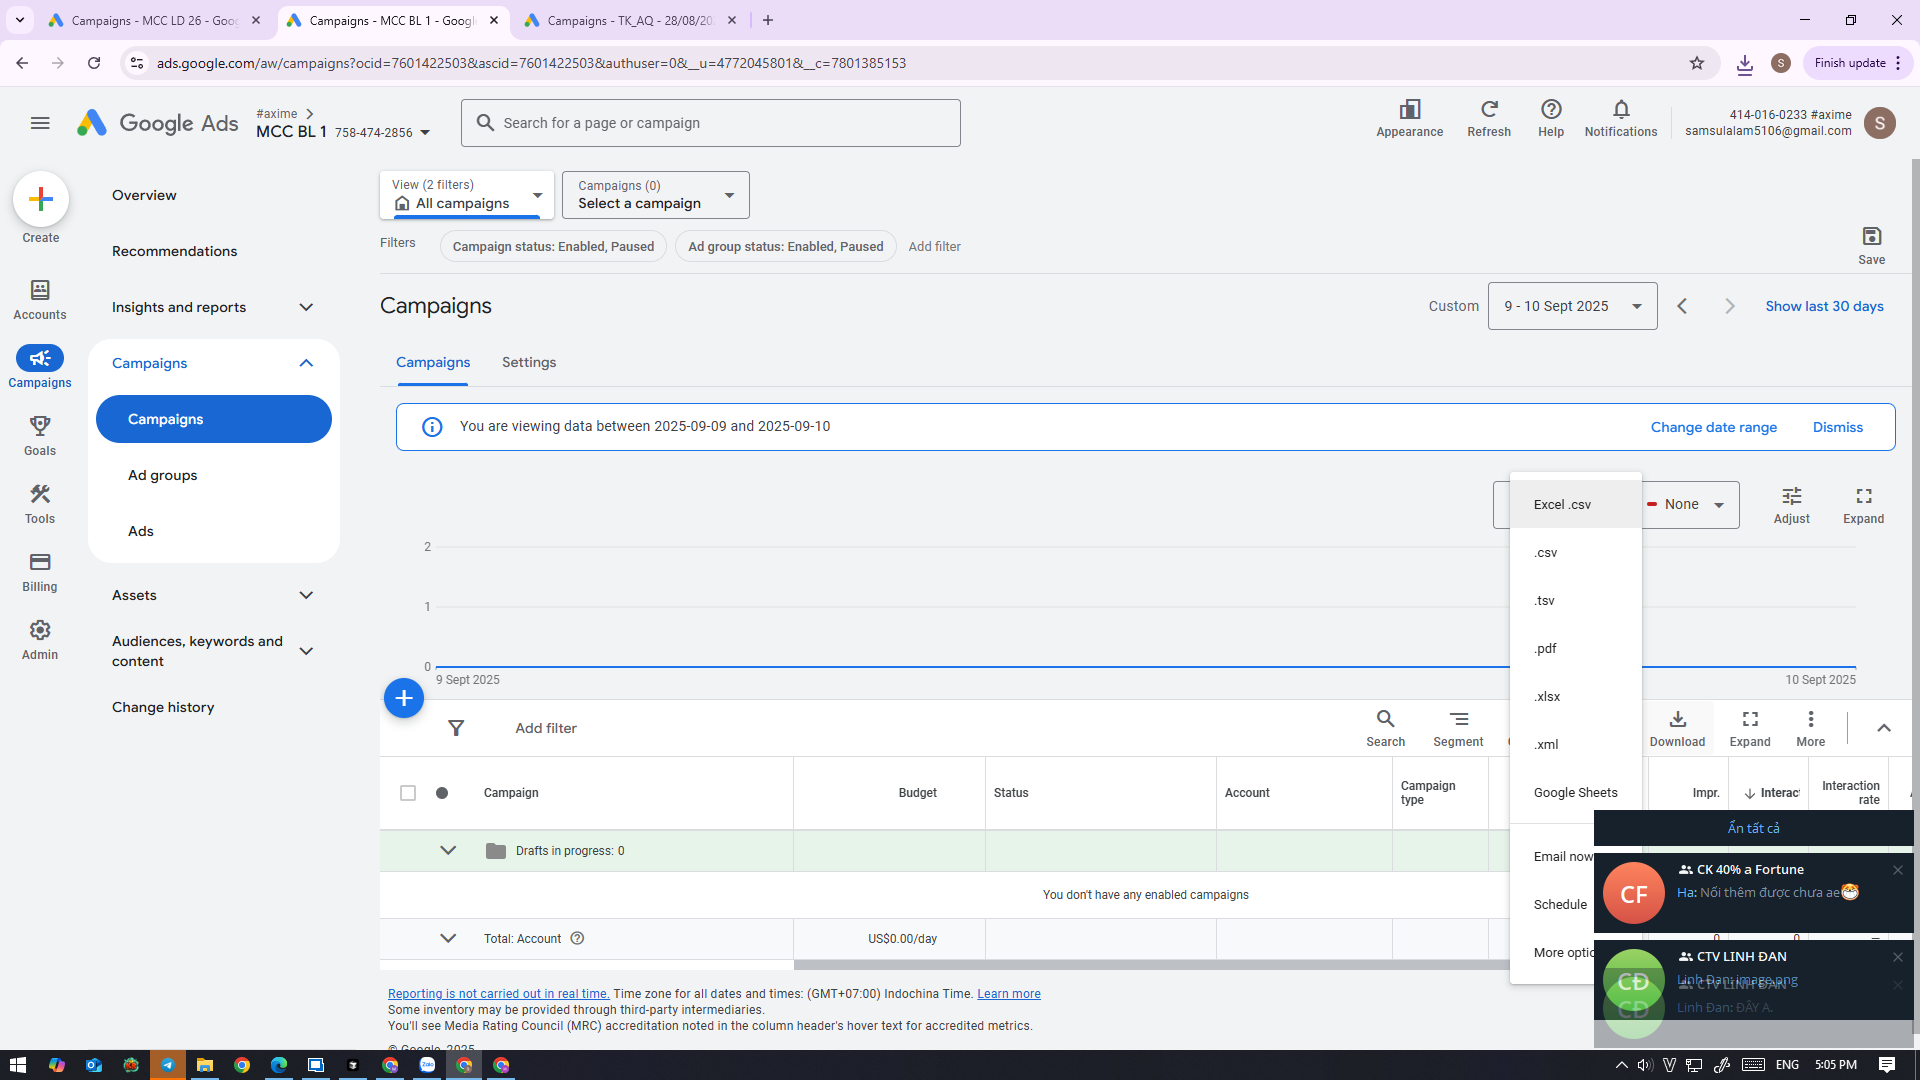 Campaigns - MCC LD 26 - Goog
Campaigns - MCC BL 1 - Googl
Campaigns - TK_AQ - 28/08/20
ads.google.com/aw/campaigns?ocid=7601422503&ascid=7601422503&authuser=0&__u=4772045801&__c=7801385153
S
Finish update
Google Ads
#axime
MCC BL 1 758-474-2856
Search for a page or campaign
Appearance
Refresh
Help
Notifications
414-016-0233 #axime
samsulalam5106@gmail.com
S
Create
Accounts
Campaigns
Goals
Tools
Billing
Admin
Overview
Recommendations
Insights and reports
Campaigns
Campaigns
Ad groups
Ads
Assets
Audiences, keywords and
content
Change history
View (2 filters)
All campaigns
Campaigns (0)
Select a campaign
Filters
Campaign status: Enabled, Paused
Ad group status: Enabled, Paused
Add filter
Save
Campaigns
Custom
9 - 10 Sept 2025
Show last 30 days
Campaigns
Settings
You are viewing data between 2025-09-09 and 2025-09-10
Change date range
Dismiss
None
Adjust
Expand
2
1
0
9 Sept 2025
10 Sept 2025
Excel .csv
.csv
.tsv
.pdf
.xlsx
.xml
Google Sheets
Email now
Schedule
More optio
Add filter
Search
Segment
Download
Expand
More
Campaign
Budget
Status
Account
Campaign
type
Impr.
Interac
Interaction
rate
Drafts in progress: 0
You don't have any enabled campaigns
Total: Account
US$0.00/day
0
0
Reporting is not carried out in real time. Time zone for all dates and times: (GMT+07:00) Indochina Time. Learn more
Some inventory may be provided through third-party intermediaries.
You'll see Media Rating Council (MRC) accreditation noted in the column header's hover text for accredited metrics.
© Google, 2025
Ẩn tất cả
CF
CK 40% a Fortune
Ha: Nối thêm được chưa ae
CĐ
CTV LINH ĐAN
Linh Đan: image.png
CTV LINH ĐAN
CĐ
Linh Đan: ĐÂY A.
Zalo
ENG
5:05 PM